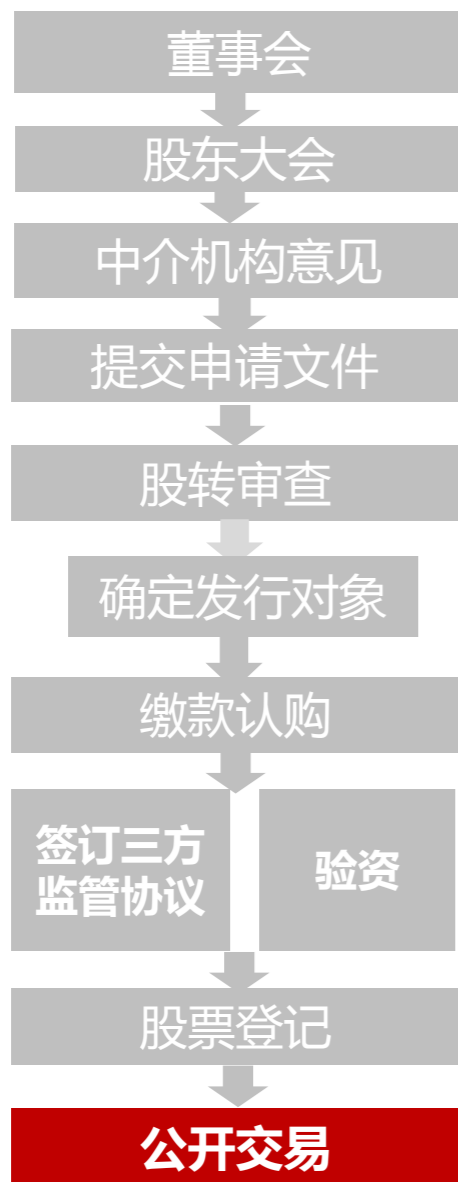 董事会
股东大会
中介机构意见
提交申请文件
股转审查
确定发行对象
缴款认购
签订三方
监管协议
验资
股票登记
公开交易